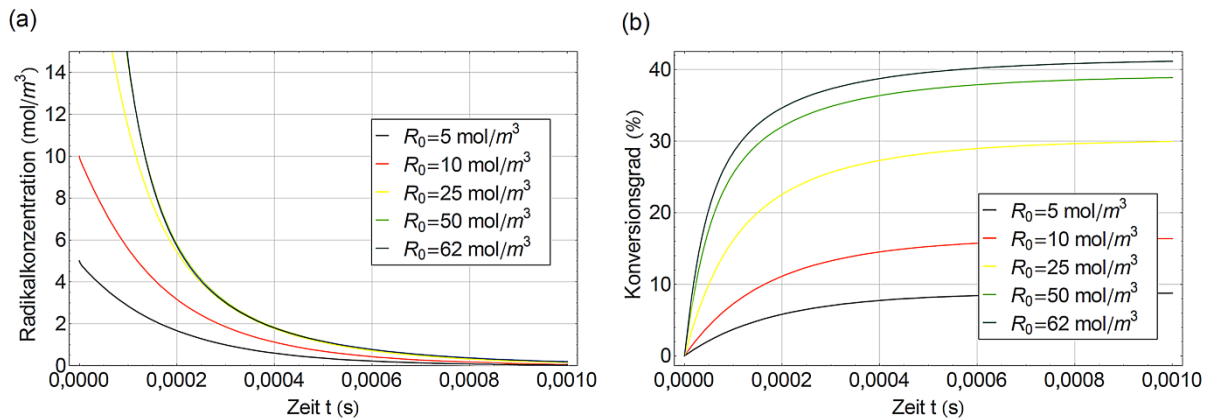 (a)
Radikalkonzentration (mol/m³)
14
12
10
8
6
4
2
0
0,0000
0,0002
0,0004
0,0006
0,0008
0,0010
Zeit t (s)
R₀=5 mol/m³
R₀=10 mol/m³
R₀=25 mol/m³
R₀=50 mol/m³
R₀=62 mol/m³
(b)
Konversionsgrad (%)
40
30
20
10
0
0,0000
0,0002
0,0004
0,0006
0,0008
0,0010
Zeit t (s)
R₀=5 mol/m³
R₀=10 mol/m³
R₀=25 mol/m³
R₀=50 mol/m³
R₀=62 mol/m³